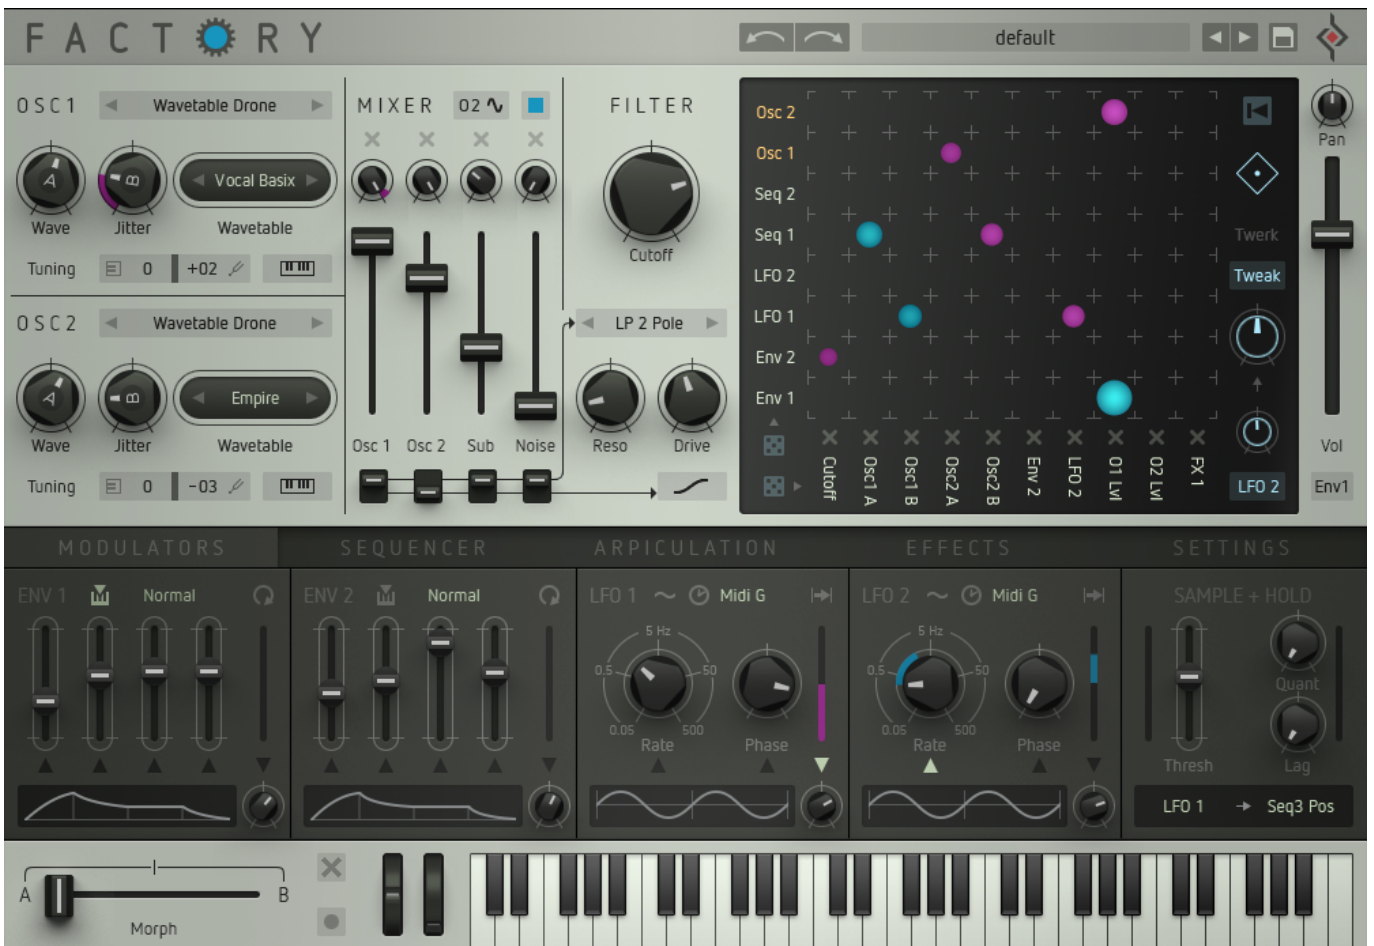 FACTORY
default
OSC1
Wavetable Drone
A
B
Wave
Jitter
Vocal Basix
Wavetable
Tuning
0
+02
OSC2
Wavetable Drone
A
B
Wave
Jitter
Empire
Wavetable
Tuning
0
-03
MIXER
02
Osc 1
Osc 2
Sub
Noise
FILTER
Cutoff
LP 2 Pole
Reso
Drive
Osc 2
Osc 1
Seq 2
Seq 1
LFO 2
LFO 1
Env 2
Env 1
Cutoff
Osc1 A
Osc1 B
Osc2 A
Osc2 B
Env 2
LFO 2
O1 Lvl
O2 Lvl
FX 1
Twerk
Tweak
LFO 2
Pan
Vol
Env1
MODULATORS
SEQUENCER
ARPICULATION
EFFECTS
SETTINGS
ENV 1
M
Normal
ENV 2
M
Normal
LFO 1
Midi G
5 Hz
0.5
50
0.05
500
Rate
Phase
LFO 2
Midi G
5 Hz
0.5
50
0.05
500
Rate
Phase
SAMPLE + HOLD
Quant
Thresh
Lag
LFO 1
Seq3 Pos
A
B
Morph